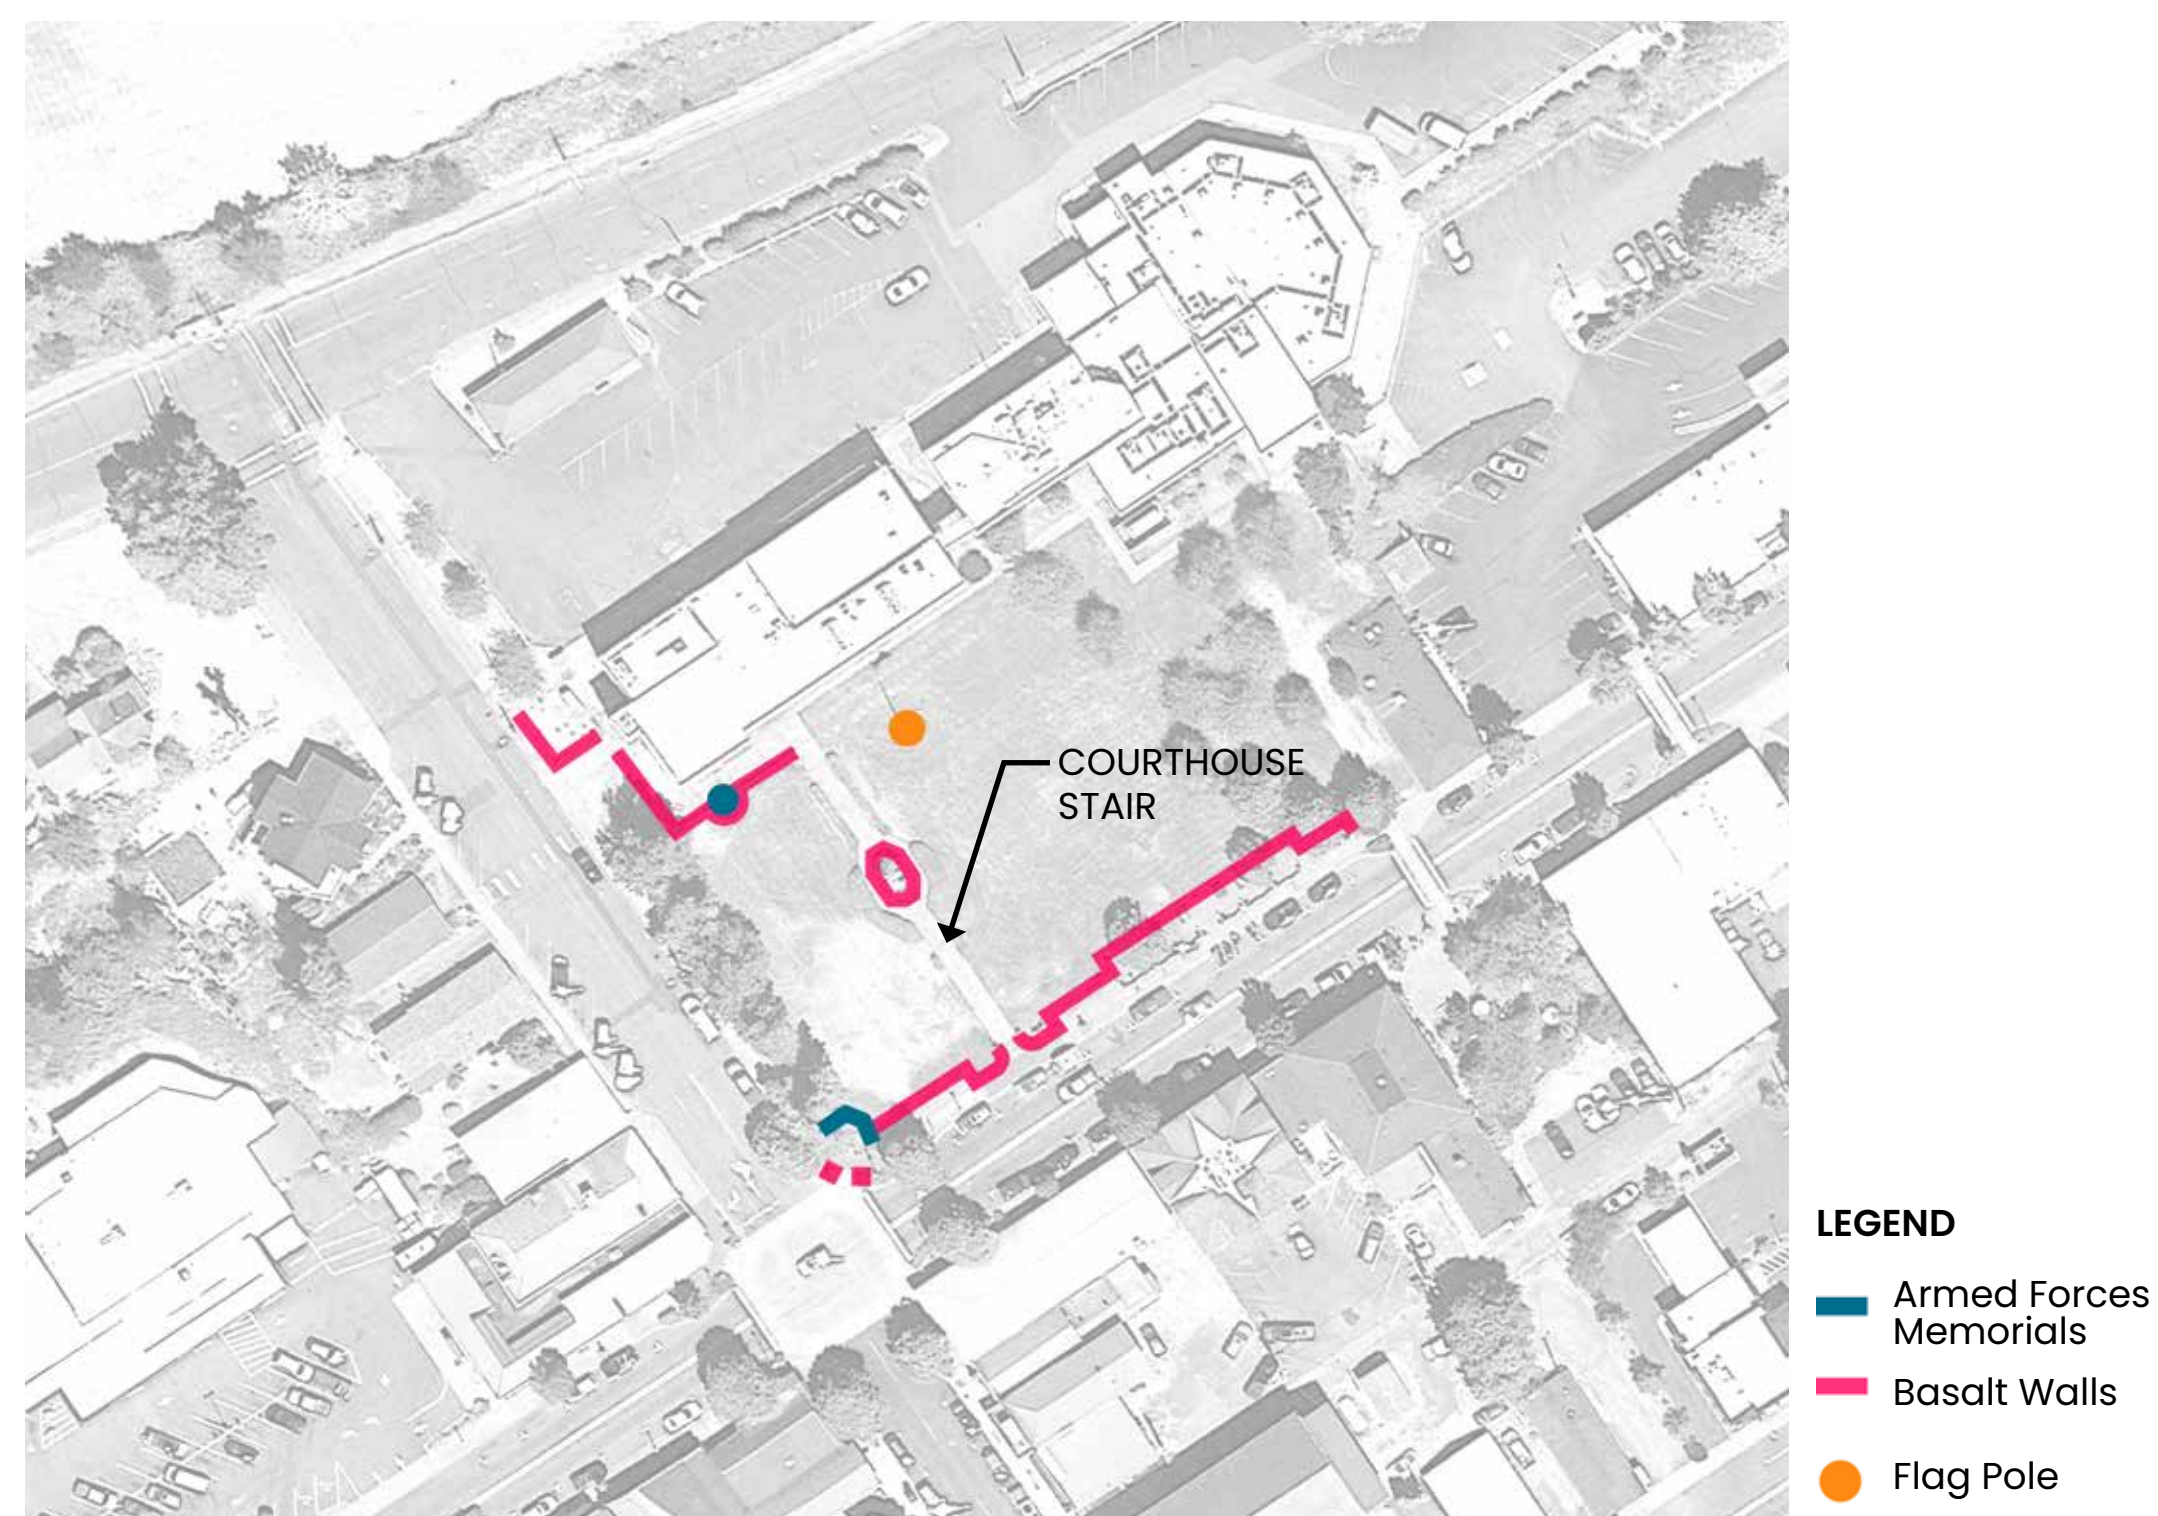 COURTHOUSE
STAIR
LEGEND
Armed Forces
Memorials
Basalt Walls
Flag Pole